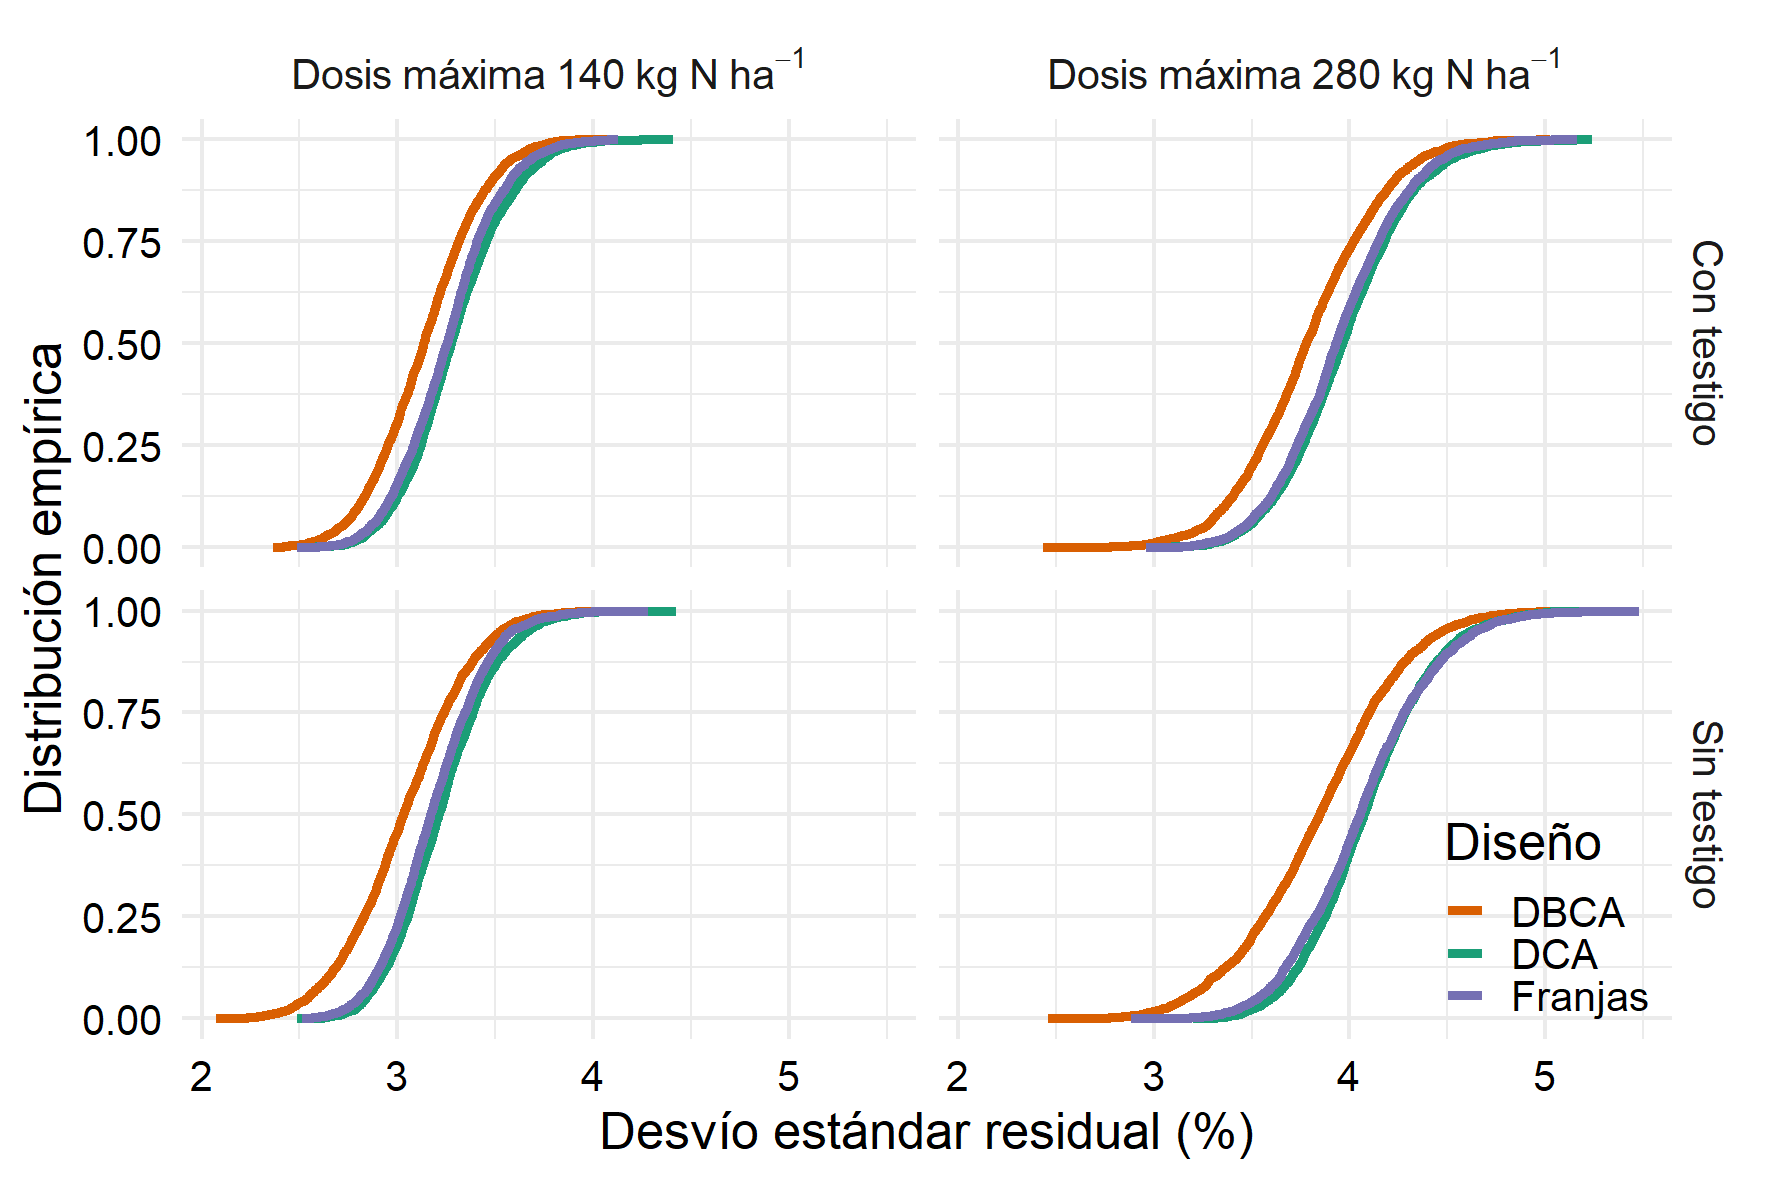 Dosis máxima 140 kg N ha⁻¹
Dosis máxima 280 kg N ha⁻¹
1.00
0.75
0.50
0.25
0.00
Con testigo
1.00
0.75
0.50
0.25
0.00
Sin testigo
Distribución empírica
Diseño
DBCA
DCA
Franjas
2 3 4 5
2 3 4 5
Desvío estándar residual (%)